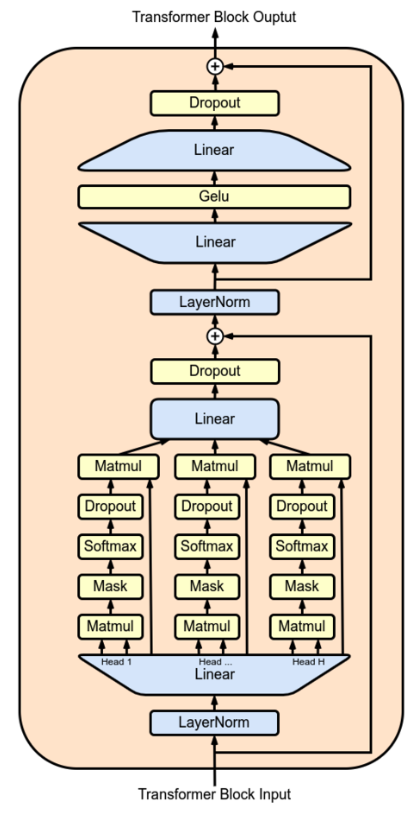 Transformer Block Ouptut
+
Dropout
Linear
Gelu
Linear
LayerNorm
+
Dropout
Linear
Matmul Matmul Matmul
Dropout Dropout Dropout
Softmax Softmax Softmax
Mask Mask Mask
Matmul Matmul Matmul
Head 1 Head ... Head H
Linear
LayerNorm
Transformer Block Input